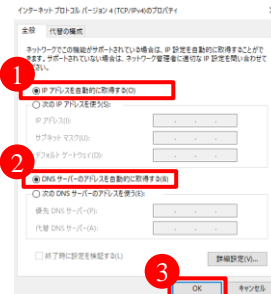 インターネット プロトコル バージョン 4 (TCP/IPv4)のプロパティ
全般 代替の構成
ネットワークでこの機能がサポートされている場合は、IP 設定を自動的に取得することがで
きます。サポートされていない場合は、ネットワーク管理者に適切な IP 設定を問い合わせて
ください。
1
IP アドレスを自動的に取得する(O)
次の IP アドレスを使う(S):
IP アドレス(I):
サブネット マスク(U):
デフォルト ゲートウェイ(D):
2
DNS サーバーのアドレスを自動的に取得する(B)
次の DNS サーバーのアドレスを使う(E):
優先 DNS サーバー(P):
代替 DNS サーバー(A):
終了時に設定を検証する(L)
詳細設定(V)...
3
OK キャンセル